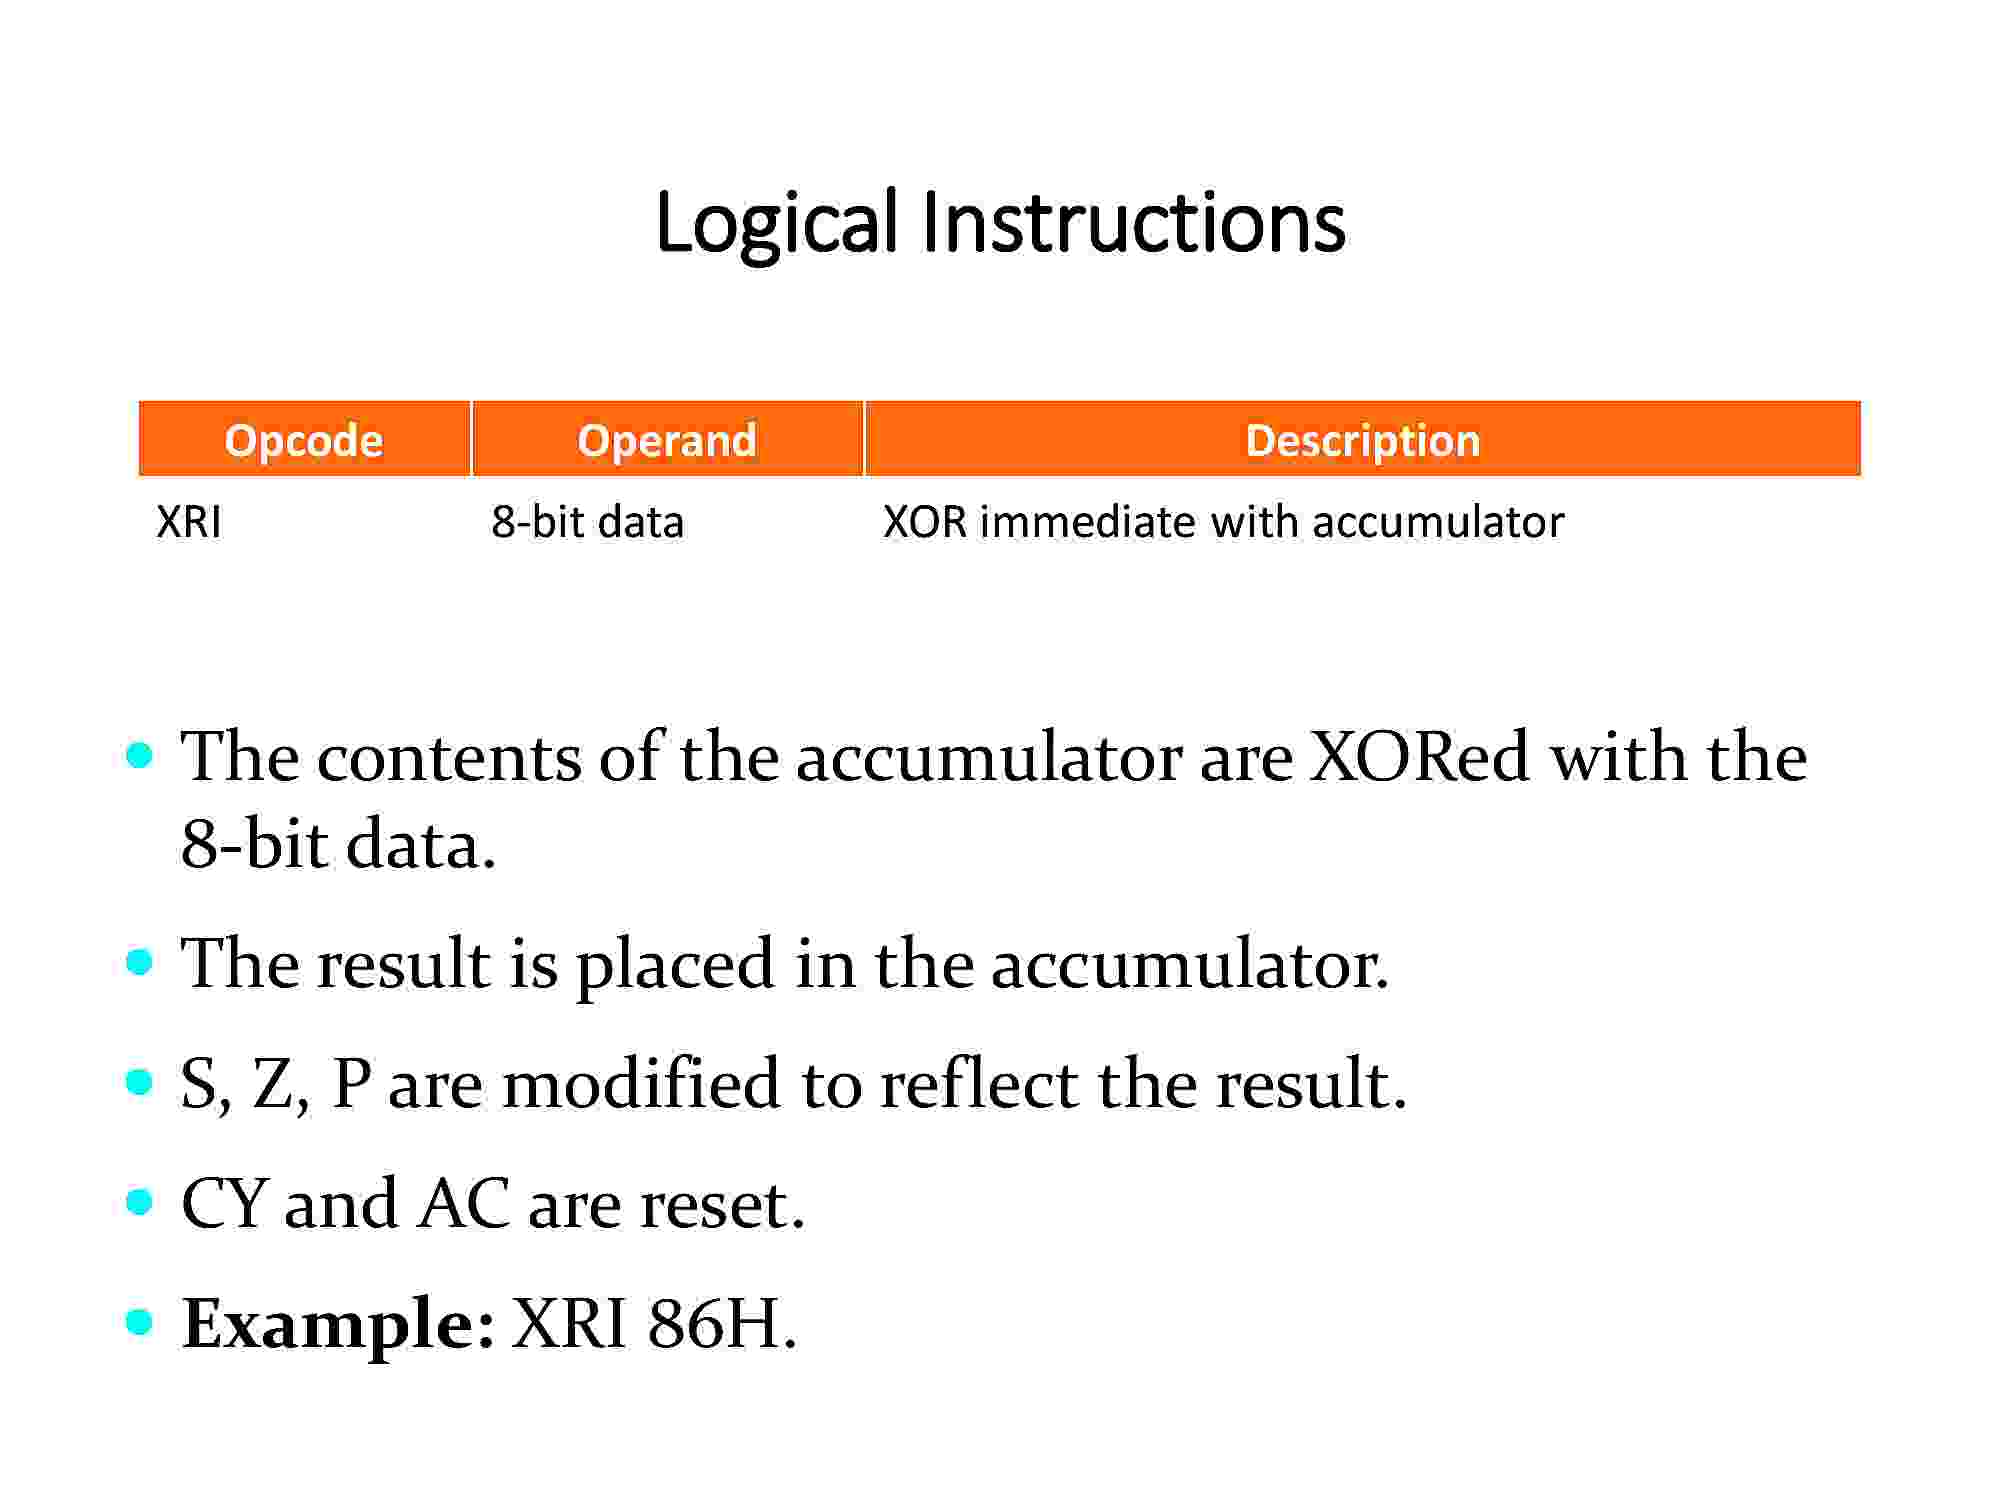 Logical Instructions
Opcode Operand Description
XRI 8-bit data XOR immediate with accumulator
• The contents of the accumulator are XORed with the
8-bit data.
• The result is placed in the accumulator.
• S, Z, P are modified to reflect the result.
• CY and AC are reset.
• Example: XRI 86H.